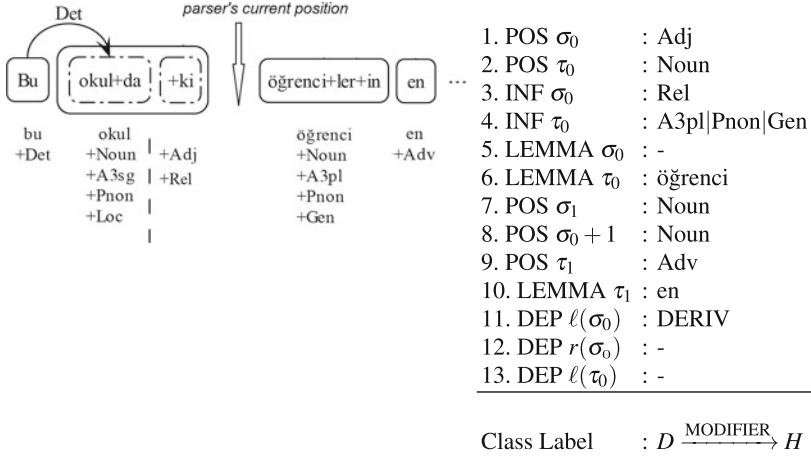 Det
parser's current position
Bu okul+da +ki öğrenci+ler+in en ...
bu okul öğrenci en
+Det +Noun +Adj +Noun +Adv
+A3sg +Rel +A3pl
+Pnon +Pnon
+Loc +Gen
1. POS σ₀ : Adj
2. POS τ₀ : Noun
3. INF σ₀ : Rel
4. INF τ₀ : A3pl|Pnon|Gen
5. LEMMA σ₀ : -
6. LEMMA τ₀ : öğrenci
7. POS σ₁ : Noun
8. POS σ₀ + 1 : Noun
9. POS τ₁ : Adv
10. LEMMA τ₁ : en
11. DEP ℓ(σ₀) : DERIV
12. DEP r(σₒ) : -
13. DEP ℓ(τ₀) : -
Class Label : D MODIFIER→ H